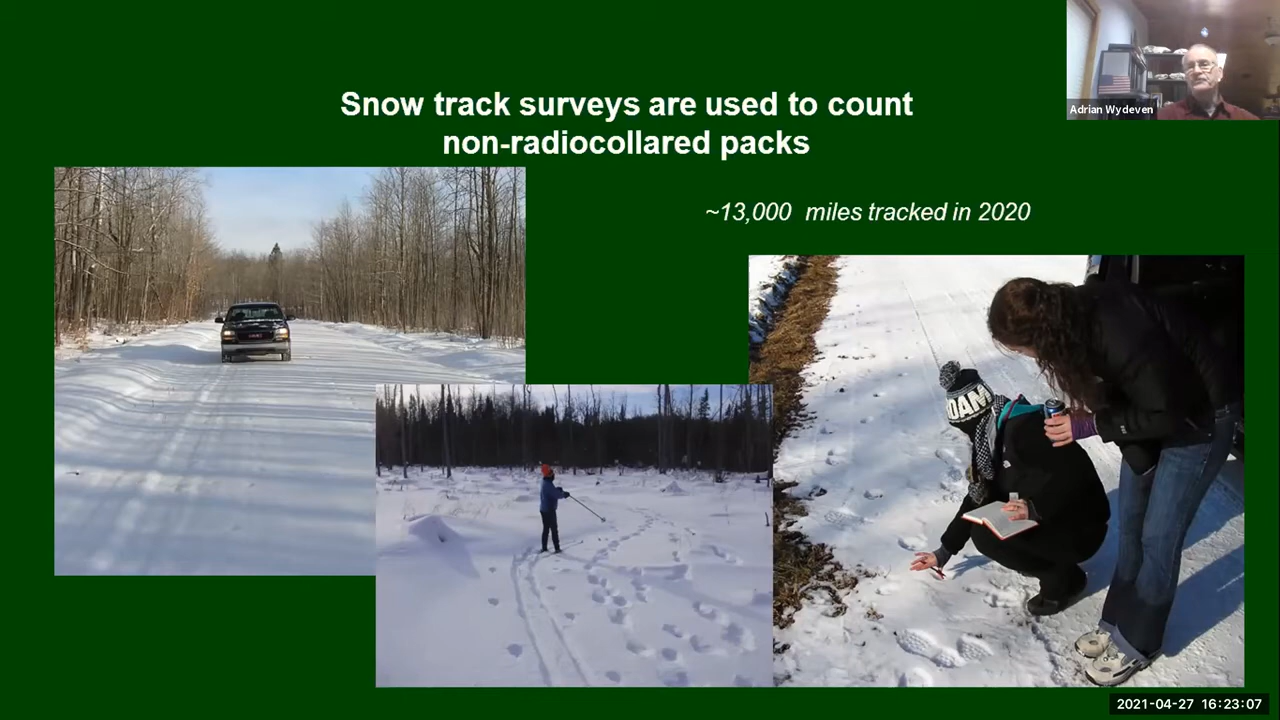 Adrian Wydeven
Snow track surveys are used to count
non-radiocollared packs
~13,000 miles tracked in 2020
OAM
2021-04-27 16:23:07